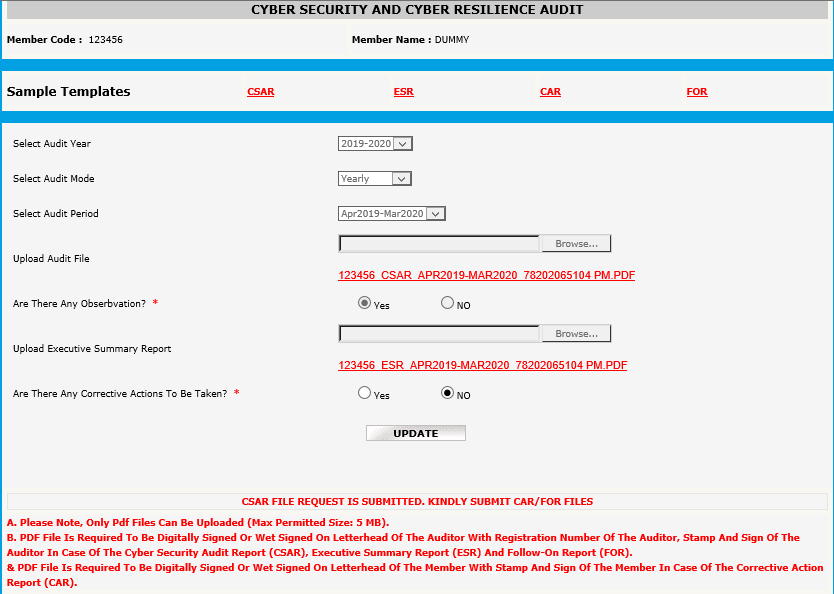 CYBER SECURITY AND CYBER RESILIENCE AUDIT
Member Code : 123456 Member Name : DUMMY
Sample Templates CSAR ESR CAR FOR
Select Audit Year 2019-2020
Select Audit Mode Yearly
Select Audit Period Apr2019-Mar2020
Browse...
Upload Audit File
123456_CSAR_APR2019-MAR2020_78202065104 PM.PDF
Are There Any Obserbvation? * Yes NO
Browse...
Upload Executive Summary Report
123456_ESR_APR2019-MAR2020_78202065104 PM.PDF
Are There Any Corrective Actions To Be Taken? * Yes NO
UPDATE
CSAR FILE REQUEST IS SUBMITTED. KINDLY SUBMIT CAR/FOR FILES
A. Please Note, Only Pdf Files Can Be Uploaded (Max Permitted Size: 5 MB).
B. PDF File Is Required To Be Digitally Signed Or Wet Signed On Letterhead Of The Auditor With Registration Number Of The Auditor, Stamp And Sign Of The
Auditor In Case Of The Cyber Security Audit Report (CSAR), Executive Summary Report (ESR) And Follow-On Report (FOR).
& PDF File Is Required To Be Digitally Signed Or Wet Signed On Letterhead Of The Member With Stamp And Sign Of The Member In Case Of The Corrective Action
Report (CAR).